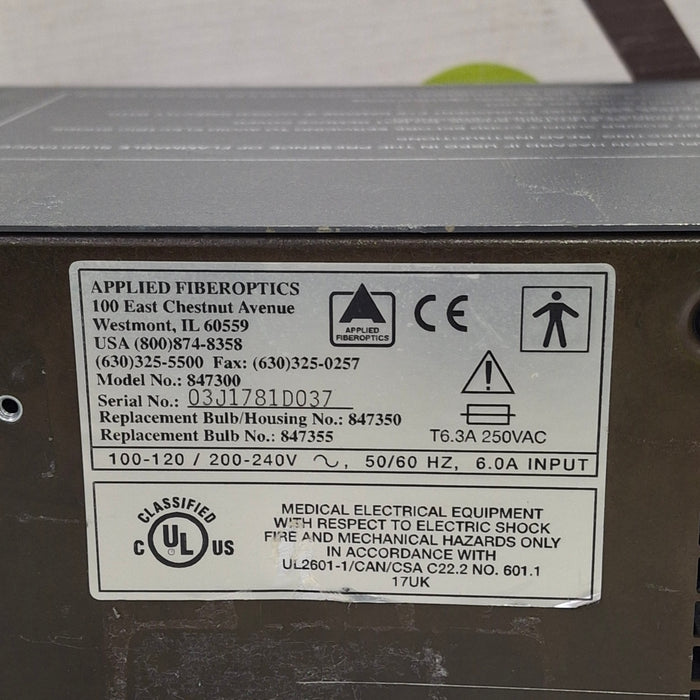 APPLIED FIBEROPTICS
100 East Chestnut Avenue
Westmont, IL 60559
USA (800)874-8358
(630)325-5500 Fax: (630)325-0257
Model No.: 847300
Serial No.: 03J1781D037
Replacement Bulb/Housing No.: 847350
Replacement Bulb No.: 847355
APPLIED
FIBEROPTICS
CE
T6.3A 250VAC
100-120 / 200-240V ~, 50/60 HZ, 6.0A INPUT
CLASSIFIED
C UL US
MEDICAL ELECTRICAL EQUIPMENT
WITH RESPECT TO ELECTRIC SHOCK
FIRE AND MECHANICAL HAZARDS ONLY
IN ACCORDANCE WITH
UL2601-1/CAN/CSA C22.2 NO. 601.1
17UK